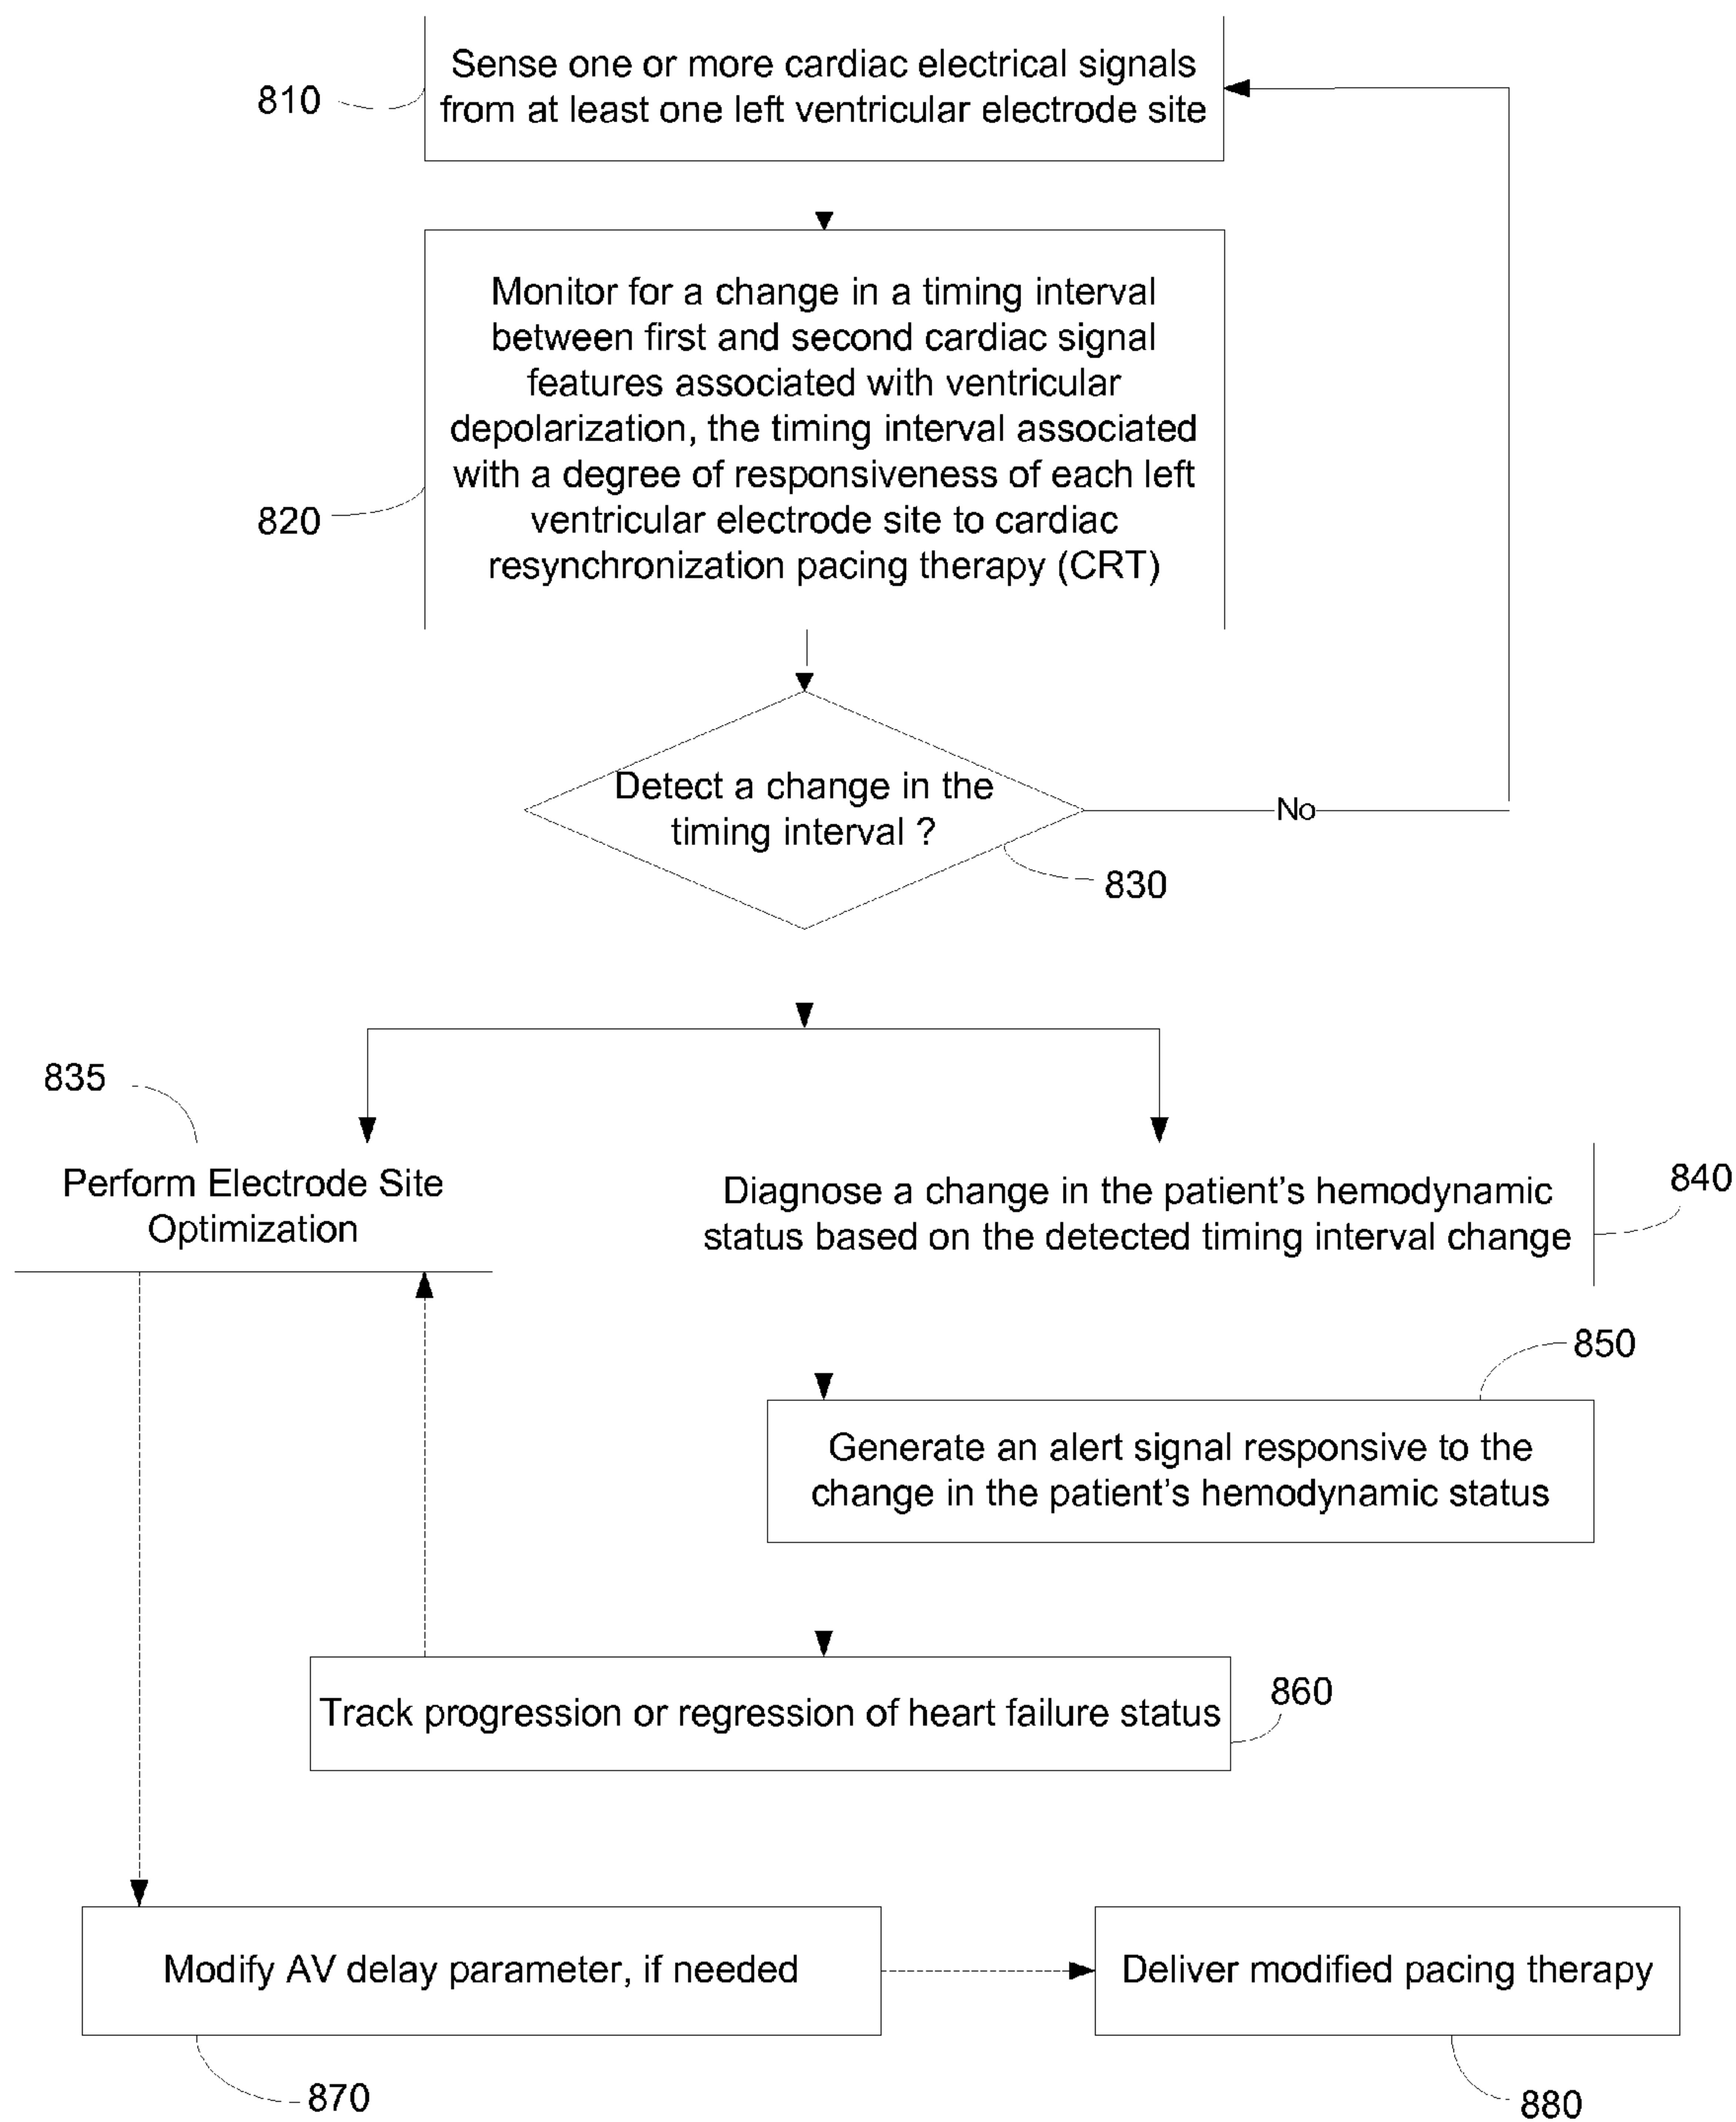 Sense one or more cardiac electrical signals
from at least one left ventricular electrode site
810
Monitor for a change in a timing interval
between first and second cardiac signal
features associated with ventricular
depolarization, the timing interval associated
with a degree of responsiveness of each left
ventricular electrode site to cardiac
resynchronization pacing therapy (CRT)
820
Detect a change in the
timing interval ?
No
830
835
Perform Electrode Site
Optimization
Diagnose a change in the patient’s hemodynamic
status based on the detected timing interval change
840
850
Generate an alert signal responsive to the
change in the patient’s hemodynamic status
Track progression or regression of heart failure status
860
Modify AV delay parameter, if needed
Deliver modified pacing therapy
870
880